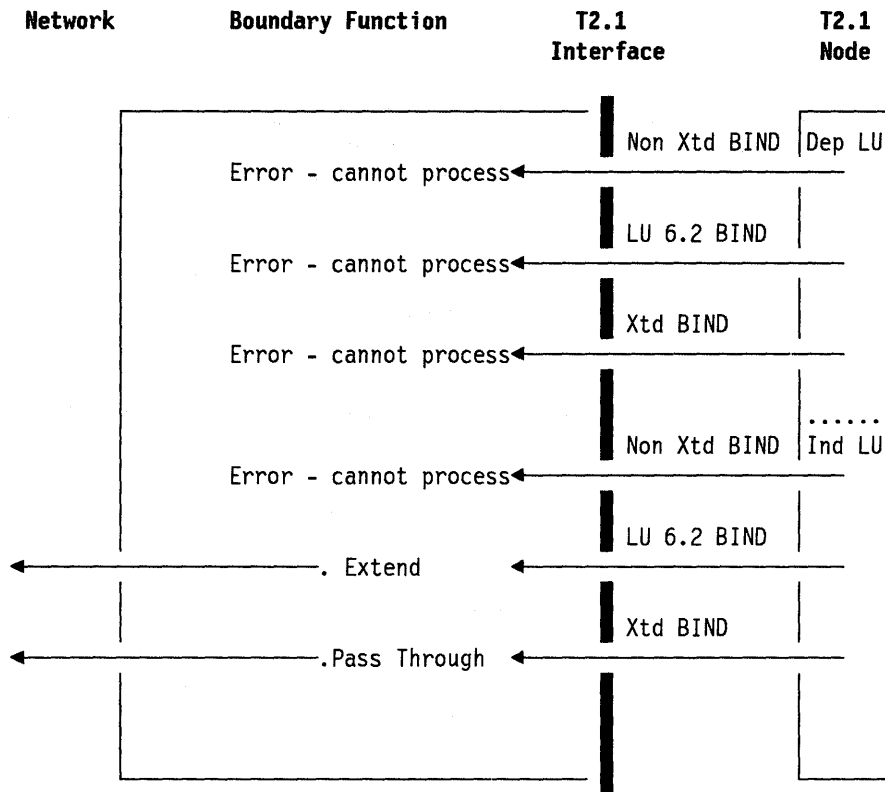 Network Boundary Function T2.1 T2.1
Interface Node
Non Xtd BIND Dep LU
Error - cannot process
LU 6.2 BIND
Error - cannot process
Xtd BIND
Error - cannot process
......
Non Xtd BIND Ind LU
Error - cannot process
LU 6.2 BIND
. Extend
Xtd BIND
.Pass Through